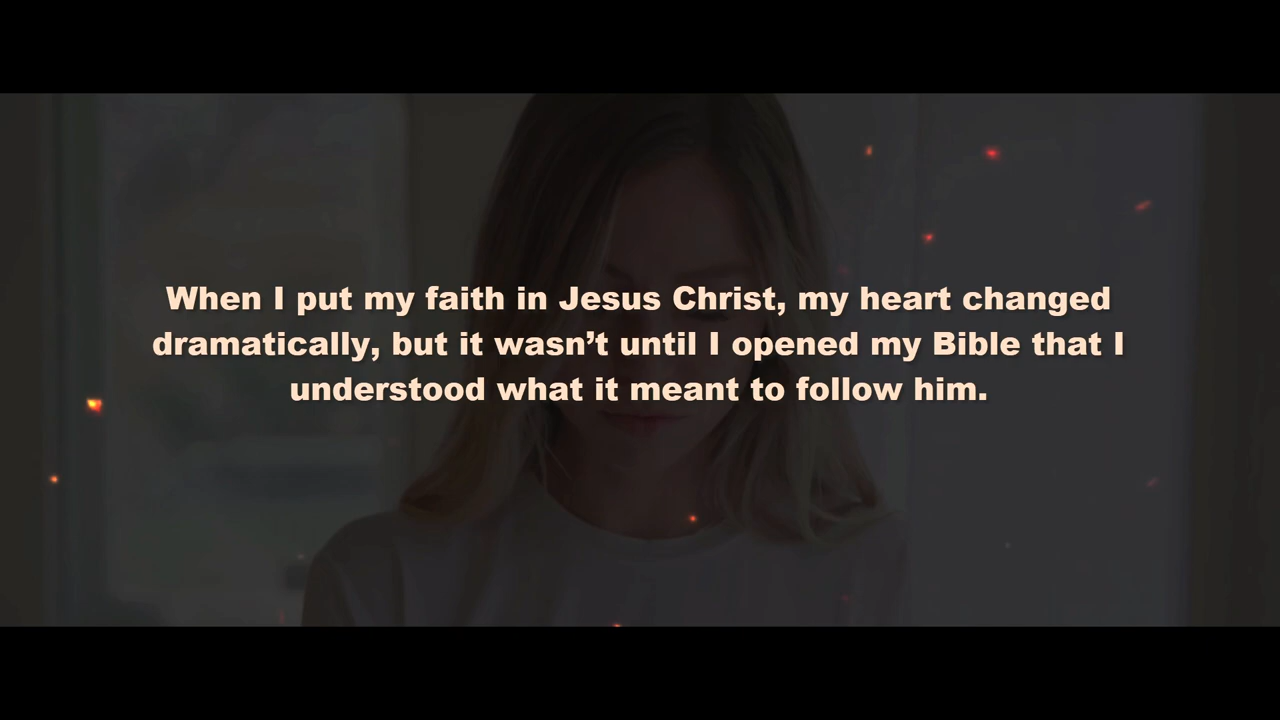 When I put my faith in Jesus Christ, my heart changed
dramatically, but it wasn’t until I opened my Bible that I
understood what it meant to follow him.